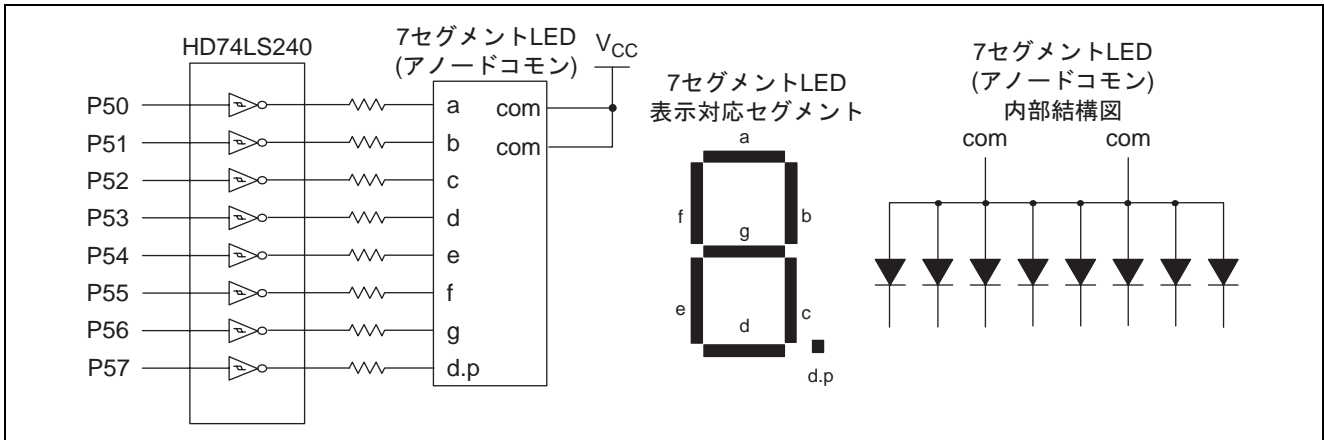 HD74LS240
7セグメントLED
(アノードコモン)
VCC
P50
P51
P52
P53
P54
P55
P56
P57
a
b
c
d
e
f
g
d.p
com
com
7セグメントLED
表示対応セグメント
a
f
b
g
e
c
d
d.p
7セグメントLED
(アノードコモン)
内部結構図
com
com